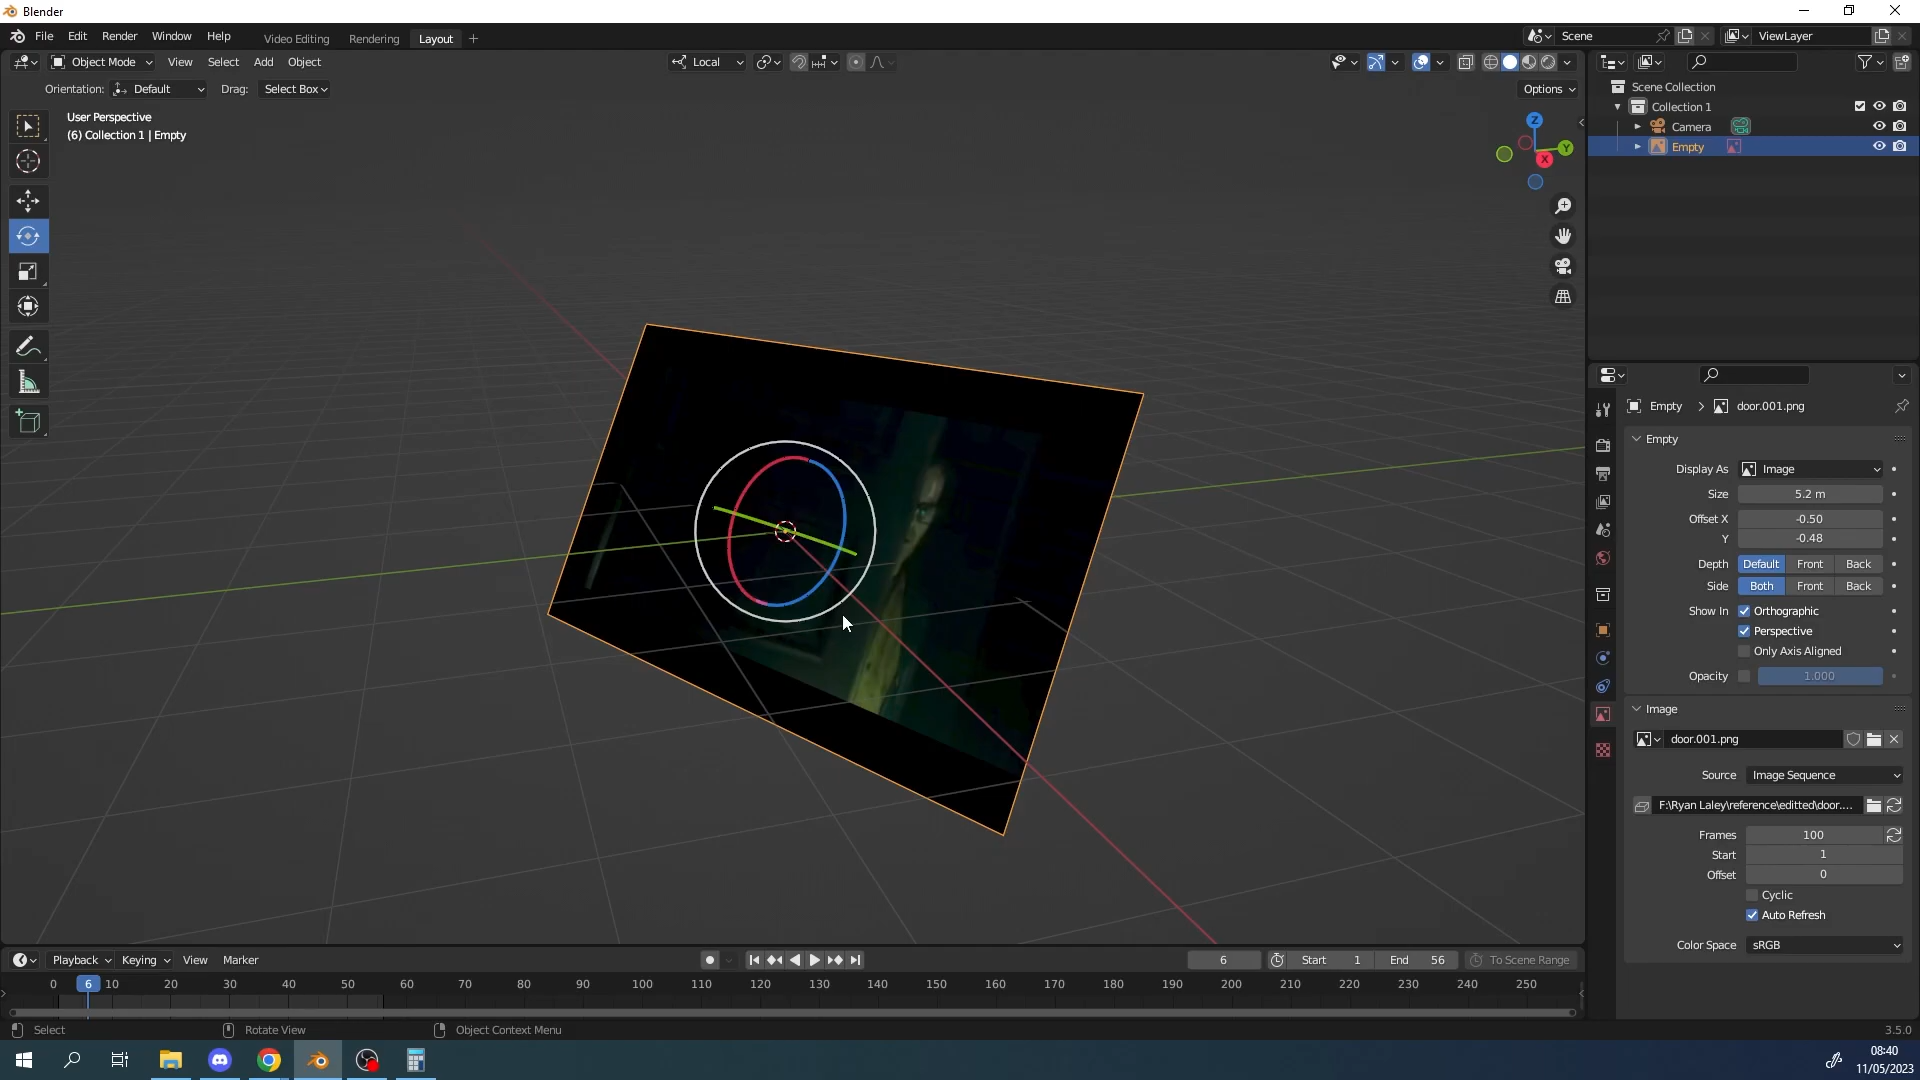 Blender
File Edit Render Window Help Video Editing Rendering Layout Scene ViewLayer
Object Mode View Select Add Object Local
Orientation: Default Drag: Select Box Options
User Perspective
(6) Collection 1 | Empty
Z
Y
X
Scene Collection
Collection 1
Camera
Empty
Empty door.001.png
Empty
Display As Image
Size 5.2 m
Offset X -0.50
Y -0.48
Depth Default Front Back
Side Both Front Back
Show In Orthographic
Perspective
Only Axis Aligned
Opacity 1.000
Image
door.001.png
Source Image Sequence
F:\Ryan Laley\reference\editted\door....
Frames 100
Start 1
Offset 0
Cyclic
Auto Refresh
Color Space sRGB
Playback Keying View Marker 6 Start 1 End 56 To Scene Range
0 6 10 20 30 40 50 60 70 80 90 100 110 120 130 140 150 160 170 180 190 200 210 220 230 240 250
Select Rotate View Object Context Menu 3.5.0
08:40
11/05/2023